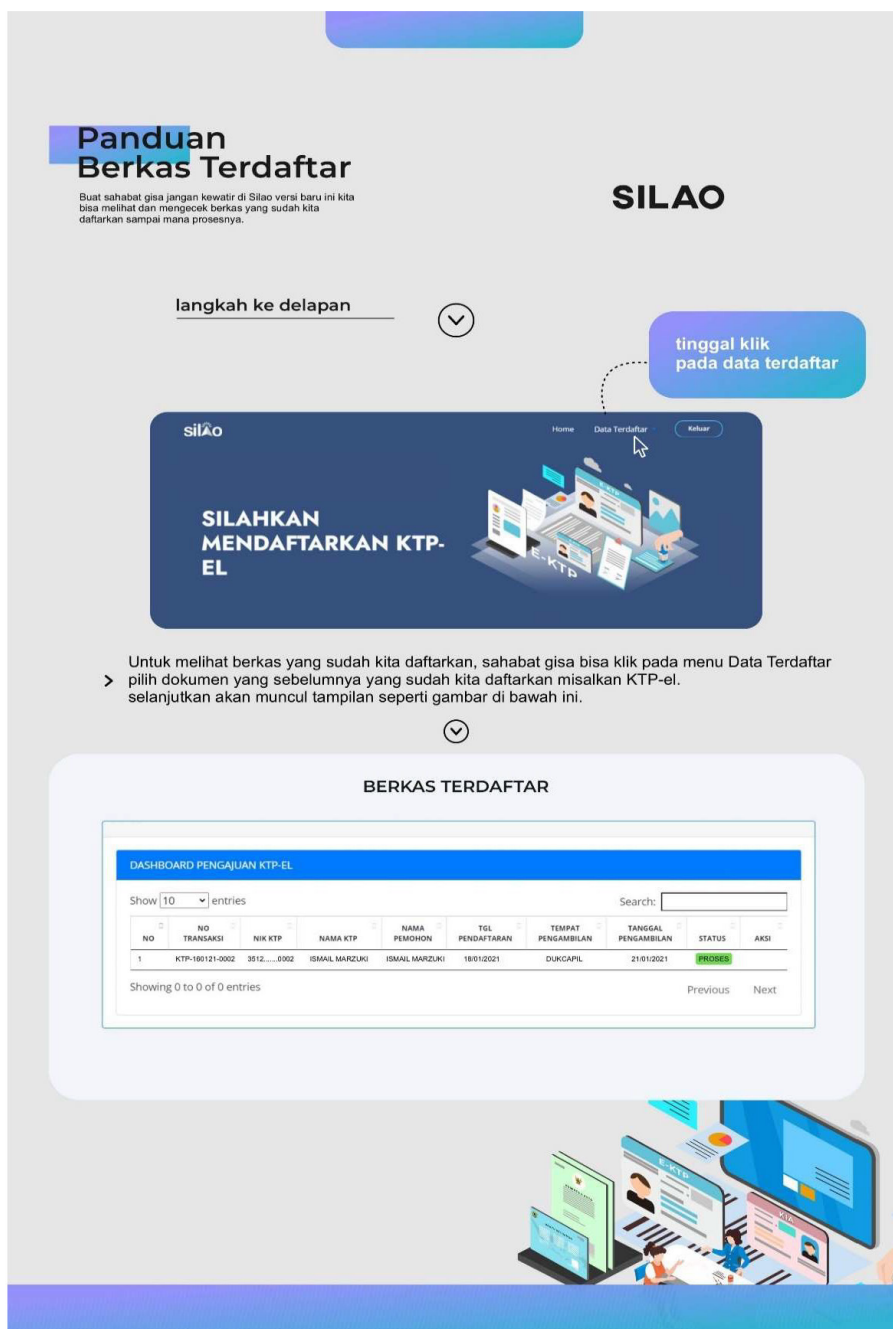 Panduan
Berkas Terdaftar
Buat sahabat gisa jangan kewatir di Silao versi baru ini kita
bisa melihat dan mengecek berkas yang sudah kita
daftarkan sampai mana prosesnya.
SILAO
langkah ke delapan
tinggal klik
pada data terdaftar
silao
Home Data Terdaftar Keluar
SILAHKAN
MENDAFTARKAN KTP-
EL
E-KTP
E-KTP
Untuk melihat berkas yang sudah kita daftarkan, sahabat gisa bisa klik pada menu Data Terdaftar
pilih dokumen yang sebelumnya yang sudah kita daftarkan misalkan KTP-el.
selanjutkan akan muncul tampilan seperti gambar di bawah ini.
BERKAS TERDAFTAR
DASHBOARD PENGAJUAN KTP-EL
Show 10 entries Search:
NO NO TRANSAKSI NIK KTP NAMA KTP NAMA PEMOHON TGL PENDAFTARAN TEMPAT PENGAMBILAN TANGGAL PENGAMBILAN STATUS AKSI
1 KTP-160121-0002 3512.......0002 ISMAIL MARZUKI ISMAIL MARZUKI 18/01/2021 DUKCAPIL 21/01/2021 PROSES
Showing 0 to 0 of 0 entries Previous Next
E-KTP
KIA